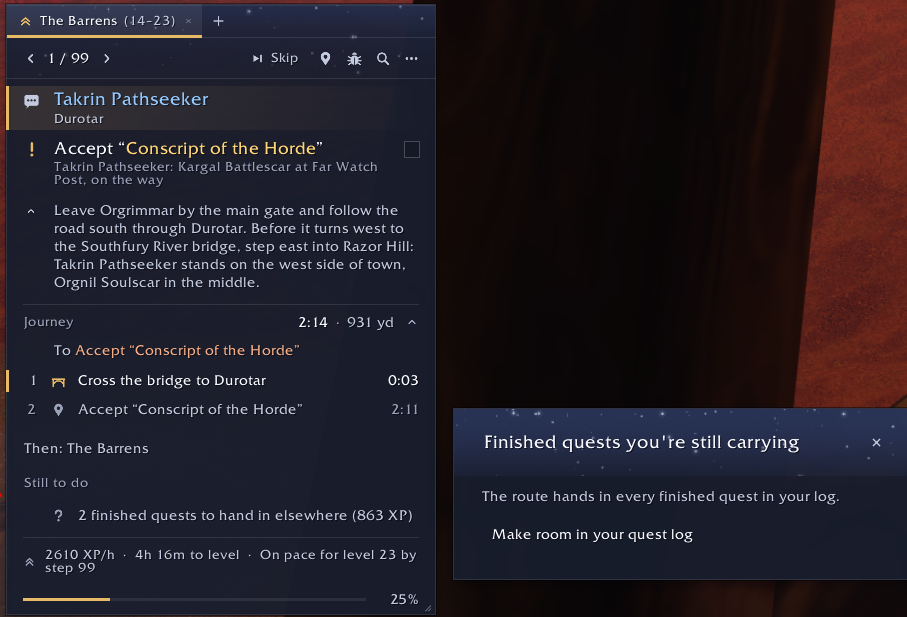 The Barrens (14-23) ×
+
1 / 99
Skip
Takrin Pathseeker
Durotar
Accept “Conscript of the Horde”
Takrin Pathseeker: Kargal Battlescar at Far Watch
Post, on the way
Leave Orgrimmar by the main gate and follow the
road south through Durotar. Before it turns west to
the Southfury River bridge, step east into Razor Hill:
Takrin Pathseeker stands on the west side of town,
Orgnil Soulscar in the middle.
Journey 2:14 · 931 yd
To Accept “Conscript of the Horde”
1 Cross the bridge to Durotar 0:03
2 Accept “Conscript of the Horde” 2:11
Then: The Barrens
Still to do
? 2 finished quests to hand in elsewhere (863 XP)
2610 XP/h · 4h 16m to level · On pace for level 23 by
step 99
25%
Finished quests you're still carrying ×
The route hands in every finished quest in your log.
Make room in your quest log